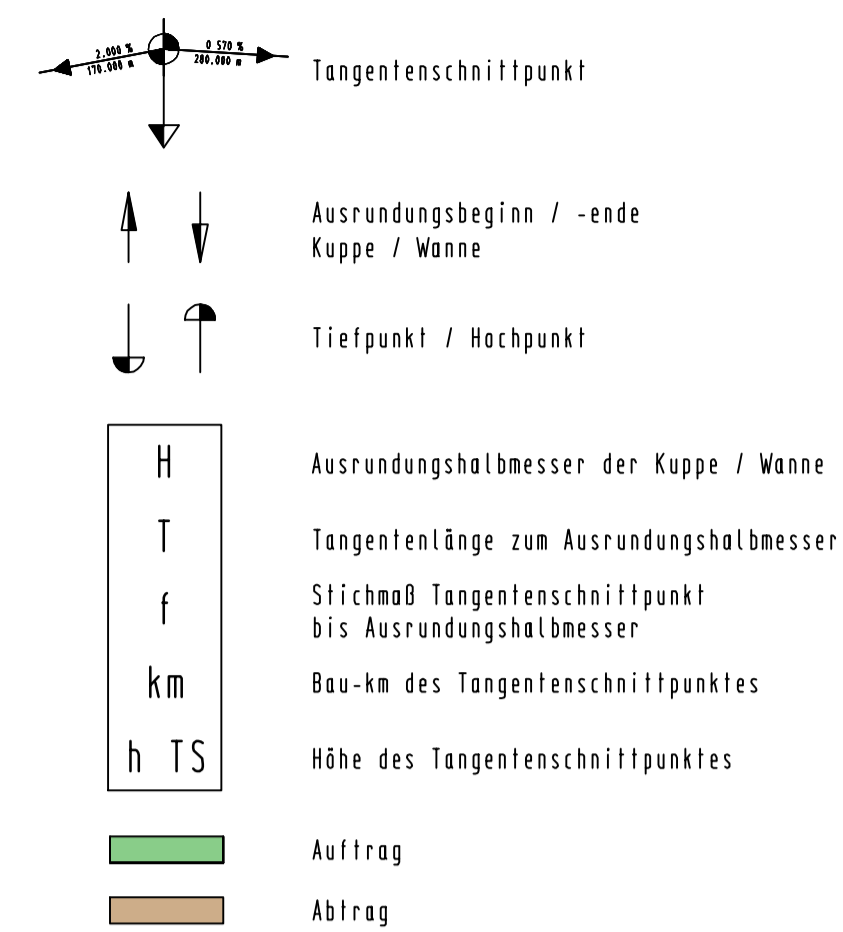 2.000 %
170.000 m
0 570 %
280.000 m
Tangentenschnittpunkt
Ausrundungsbeginn / -ende
Kuppe / Wanne
Tiefpunkt / Hochpunkt
H
Ausrundungshalbmesser der Kuppe / Wanne
T
Tangentenlänge zum Ausrundungshalbmesser
f
Stichmaß Tangentenschnittpunkt
bis Ausrundungshalbmesser
km
Bau-km des Tangentenschnittpunktes
h TS
Höhe des Tangentenschnittpunktes
Auftrag
Abtrag